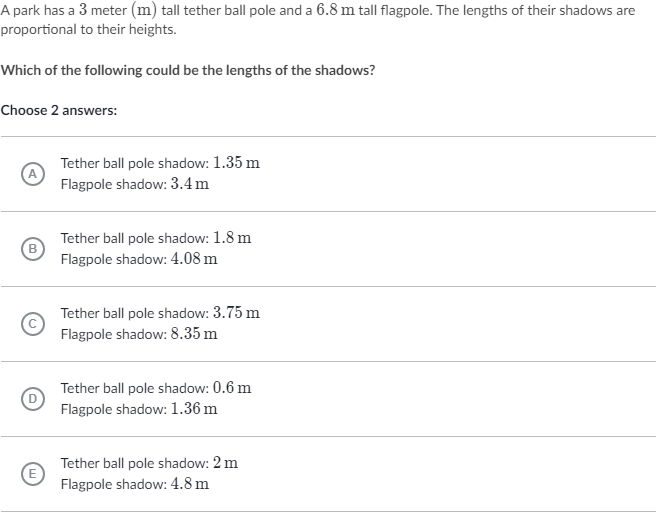 A park has a 3 meter (m) tall tether ball pole and a 6.8 m tall flagpole. The lengths of their shadows are
proportional to their heights.
Which of the following could be the lengths of the shadows?
Choose 2 answers:
A
Tether ball pole shadow: 1.35 m
Flagpole shadow: 3.4 m
B
Tether ball pole shadow: 1.8 m
Flagpole shadow: 4.08 m
C
Tether ball pole shadow: 3.75 m
Flagpole shadow: 8.35 m
D
Tether ball pole shadow: 0.6 m
Flagpole shadow: 1.36 m
E
Tether ball pole shadow: 2 m
Flagpole shadow: 4.8 m